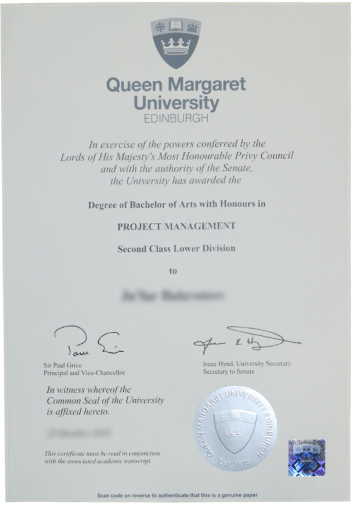 Queen Margaret
University
EDINBURGH
In exercise of the powers conferred by the
Lords of His Majesty's Most Honourable Privy Council
and with the authority of the Senate,
the University has awarded the
Degree of Bachelor of Arts with Honours in
PROJECT MANAGEMENT
Second Class Lower Division
to
Sir Paul Grice
Principal and Vice-Chancellor
Irene Hynd, University Secretary
Secretary to Senate
In witness whereof the
Common Seal of the University
is affixed hereto.
QUEEN MARGARET UNIVERSITY EDINBURGH
This certificate must be read in conjunction
with the associated academic transcript.
Scan code on reverse to authenticate that this is a genuine paper